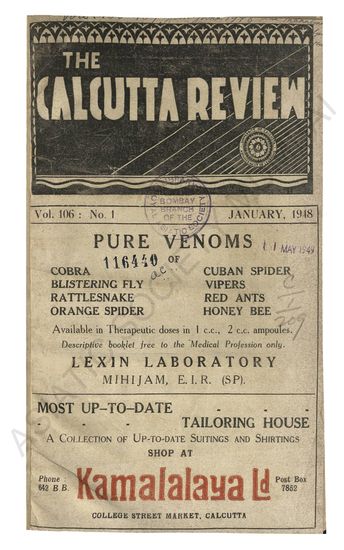 THE
CALCUTTA REVIEW
BOMBAY
BRANCH
OF THE
Vol. 106 : No. 1 JANUARY, 1948
PURE VENOMS
OF
11 MAY 1949
116440
COBRA CUBAN SPIDER
BLISTERING FLY VIPERS
RATTLESNAKE RED ANTS
ORANGE SPIDER HONEY BEE
Available in Therapeutic doses in 1 c.c., 2 c.c. ampoules.
Descriptive booklet free to the Medical Profession only.
LEXIN LABORATORY
MIHIJAM, E.I.R. (SP).
MOST UP-TO-DATE - - -
- - - TAILORING HOUSE
A COLLECTION OF UP-TO-DATE SUITINGS AND SHIRTINGS
SHOP AT
Phone : 642 B.B. Kamalalaya Ld Post Box 7852
COLLEGE STREET MARKET, CALCUTTA